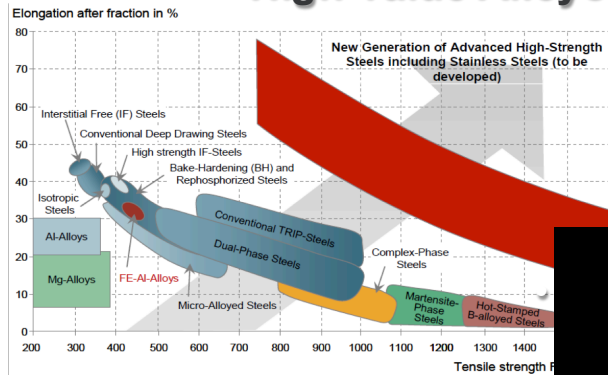 Elongation after fraction in %
80
70
60
50
40
30
20
10
0
New Generation of Advanced High-Strength
Steels including Stainless Steels (to be
developed)
Interstitial Free (IF) Steels
Conventional Deep Drawing Steels
High strength IF-Steels
Bake-Hardening (BH) and
Rephosphorized Steels
Isotropic
Steels
Al-Alloys
Mg-Alloys
FE-Al-Alloys
Conventional TRIP-Steels
Dual-Phase Steels
Micro-Alloyed Steels
Complex-Phase
Steels
Martensite-
Phase
Steels
Hot-Stamped
B-alloyed Steels
200 300 400 500 600 700 800 900 1000 1100 1200 1300 1400
Tensile strength